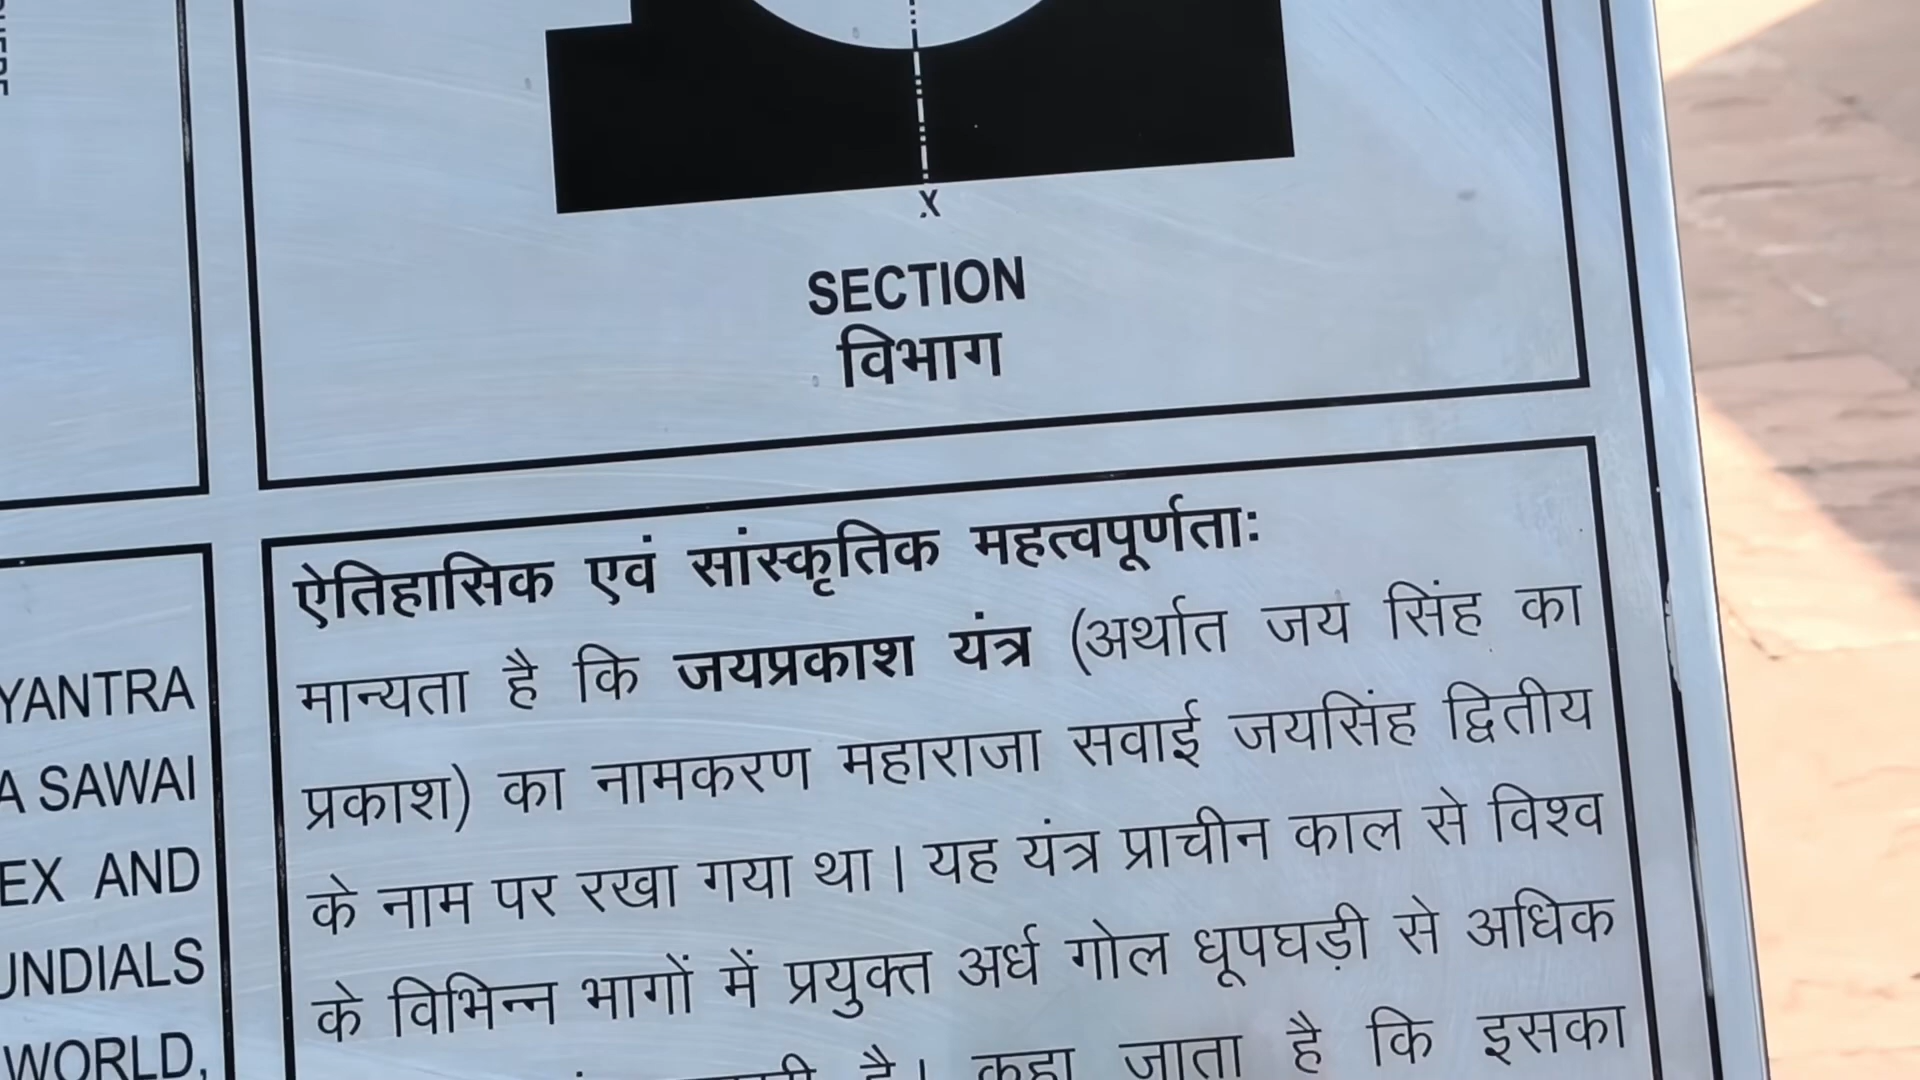 X
SECTION
विभाग
YANTRA
A SAWAI
EX AND
UNDIALS
WORLD,
ऐतिहासिक एवं सांस्कृतिक महत्वपूर्णताः
मान्यता है कि जयप्रकाश यंत्र (अर्थात जय सिंह का
प्रकाश) का नामकरण महाराजा सवाई जयसिंह द्वितीय
के नाम पर रखा गया था। यह यंत्र प्राचीन काल से विश्व
के विभिन्न भागों में प्रयुक्त अर्ध गोल धूपघड़ी से अधिक
है। कहा जाता है कि इसका